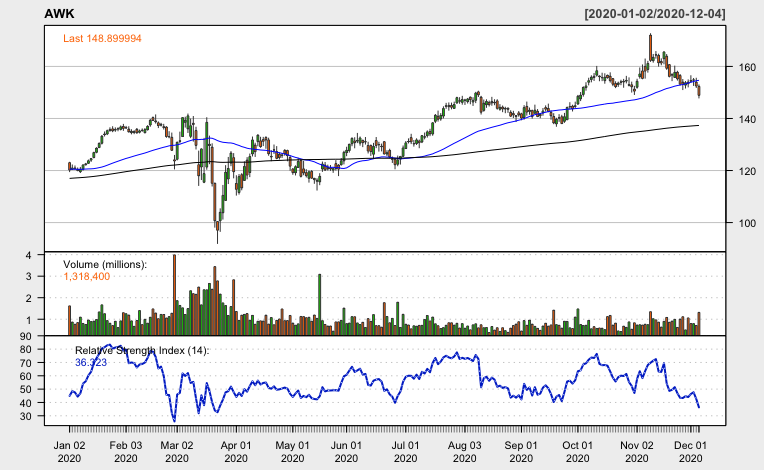 AWK [2020-01-02/2020-12-04]
Last 148.899994
160
140
120
100
Volume (millions):
1,318,400
4
3
2
1
Relative Strength Index (14):
36.323
90
80
70
60
50
40
30
Jan 02 Feb 03 Mar 02 Apr 01 May 01 Jun 01 Jul 01 Aug 03 Sep 01 Oct 01 Nov 02 Dec 01
2020 2020 2020 2020 2020 2020 2020 2020 2020 2020 2020 2020